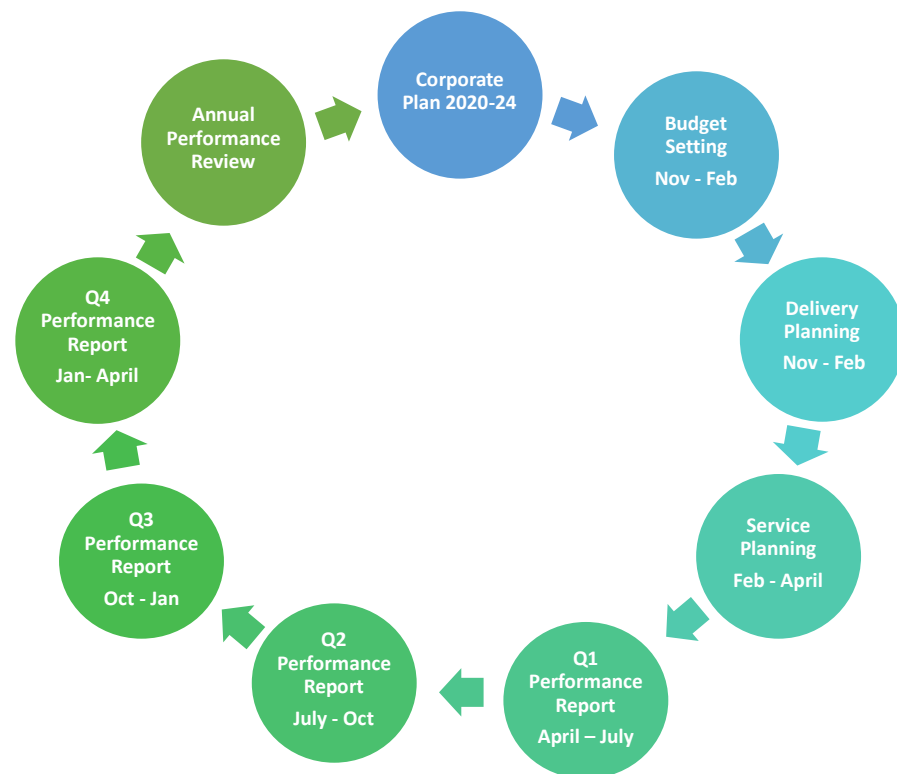 Corporate
Plan 2020-24
Budget
Setting
Nov - Feb
Delivery
Planning
Nov - Feb
Service
Planning
Feb - April
Q1
Performance
Report
April – July
Q2
Performance
Report
July - Oct
Q3
Performance
Report
Oct - Jan
Q4
Performance
Report
Jan- April
Annual
Performance
Review